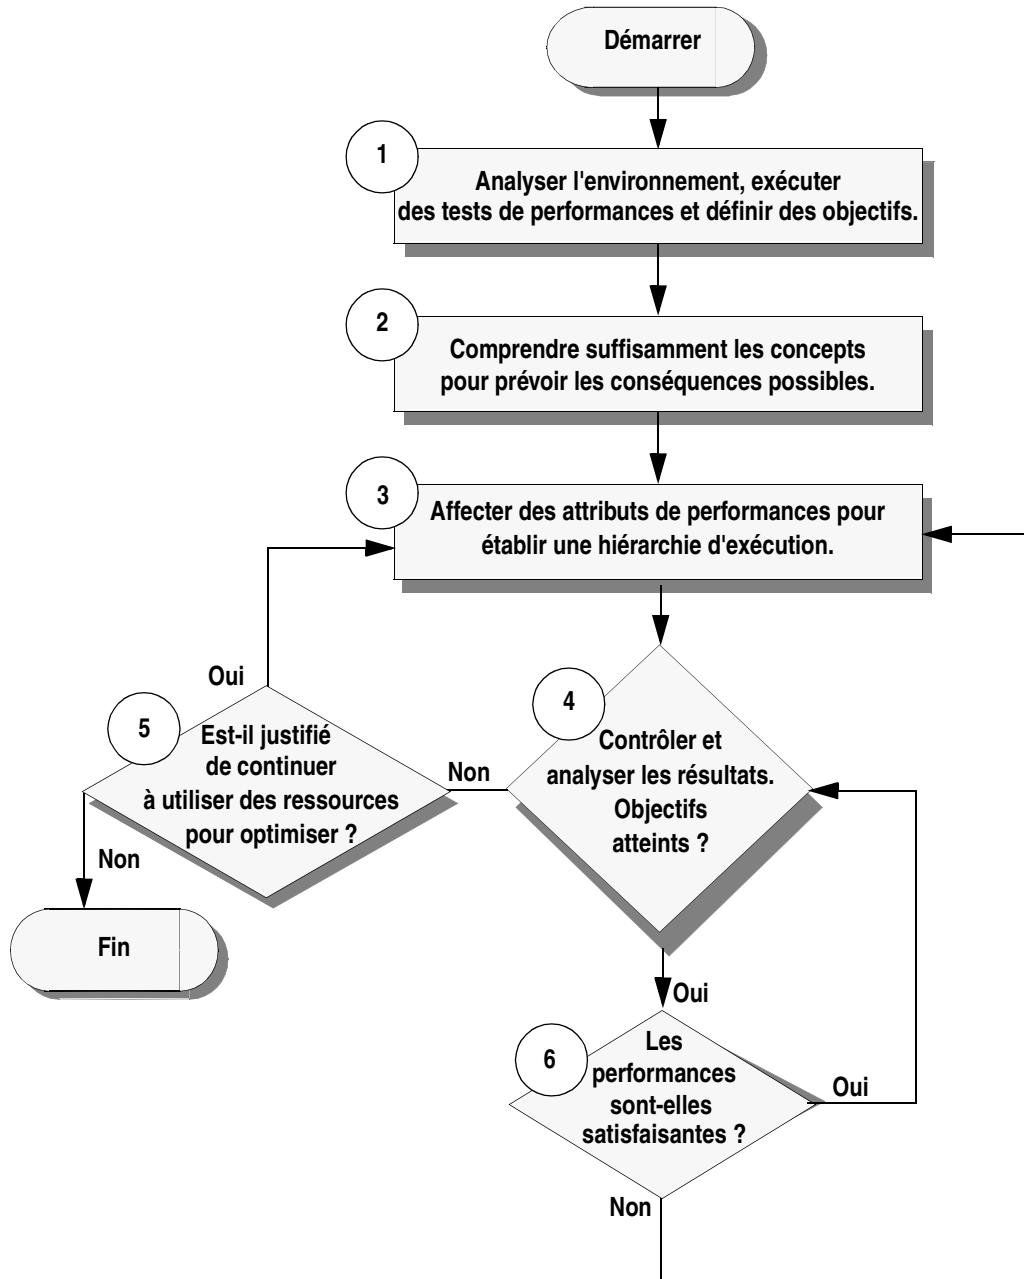 Démarrer
1
Analyser l'environnement, exécuter
des tests de performances et définir des objectifs.
2
Comprendre suffisamment les concepts
pour prévoir les conséquences possibles.
3
Affecter des attributs de performances pour
établir une hiérarchie d'exécution.
Oui
5
Est-il justifié
de continuer
à utiliser des ressources
pour optimiser ?
Non
4
Contrôler et
analyser les résultats.
Objectifs
atteints ?
Non
Fin
Oui
6
Les
performances
sont-elles
satisfaisantes ?
Oui
Non